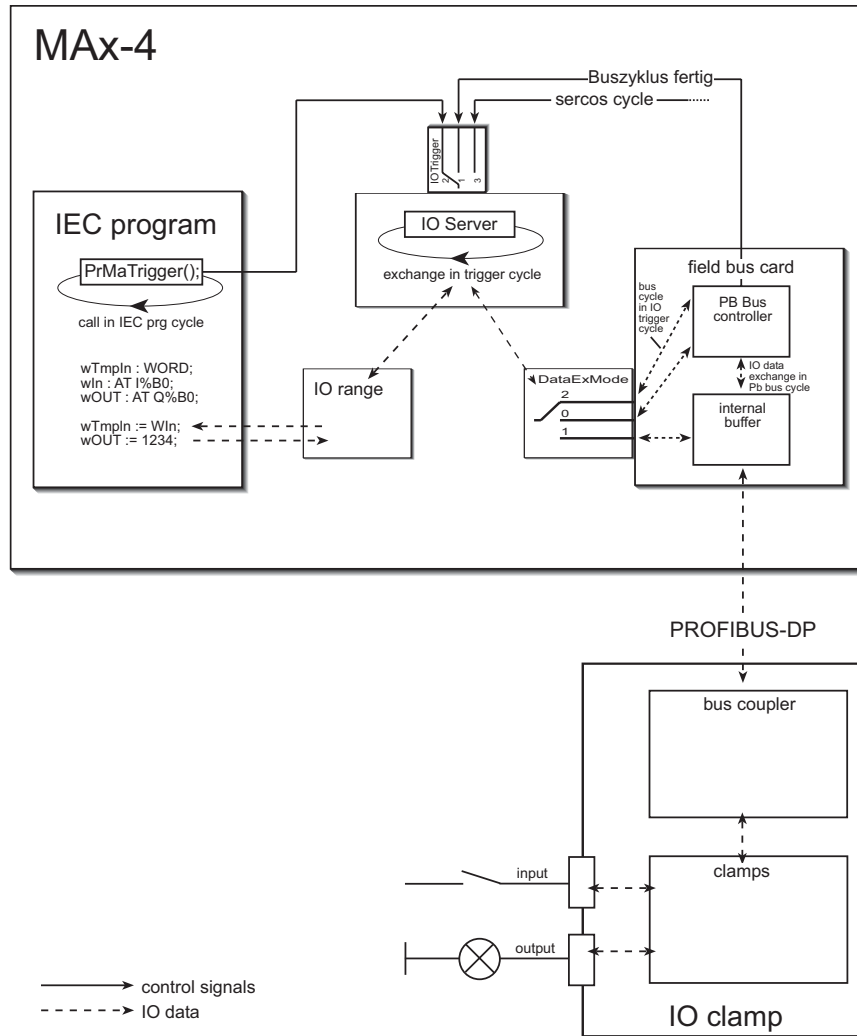 MAx-4
Buszyklus fertig
sercos cycle
IOTrigger
2
1
3
IEC program
PrMaTrigger();
call in IEC prg cycle
wTmpIn : WORD;
wIn : AT I%B0;
wOUT : AT Q%B0;
wTmpIn := WIn;
wOUT := 1234;
IO Server
exchange in trigger cycle
IO range
DataExMode
2
0
1
field bus card
bus
cycle
in IO
trigger
cycle
PB Bus
controller
IO data
exchange in
Pb bus cycle
internal
buffer
PROFIBUS-DP
bus coupler
clamps
input
output
IO clamp
control signals
IO data